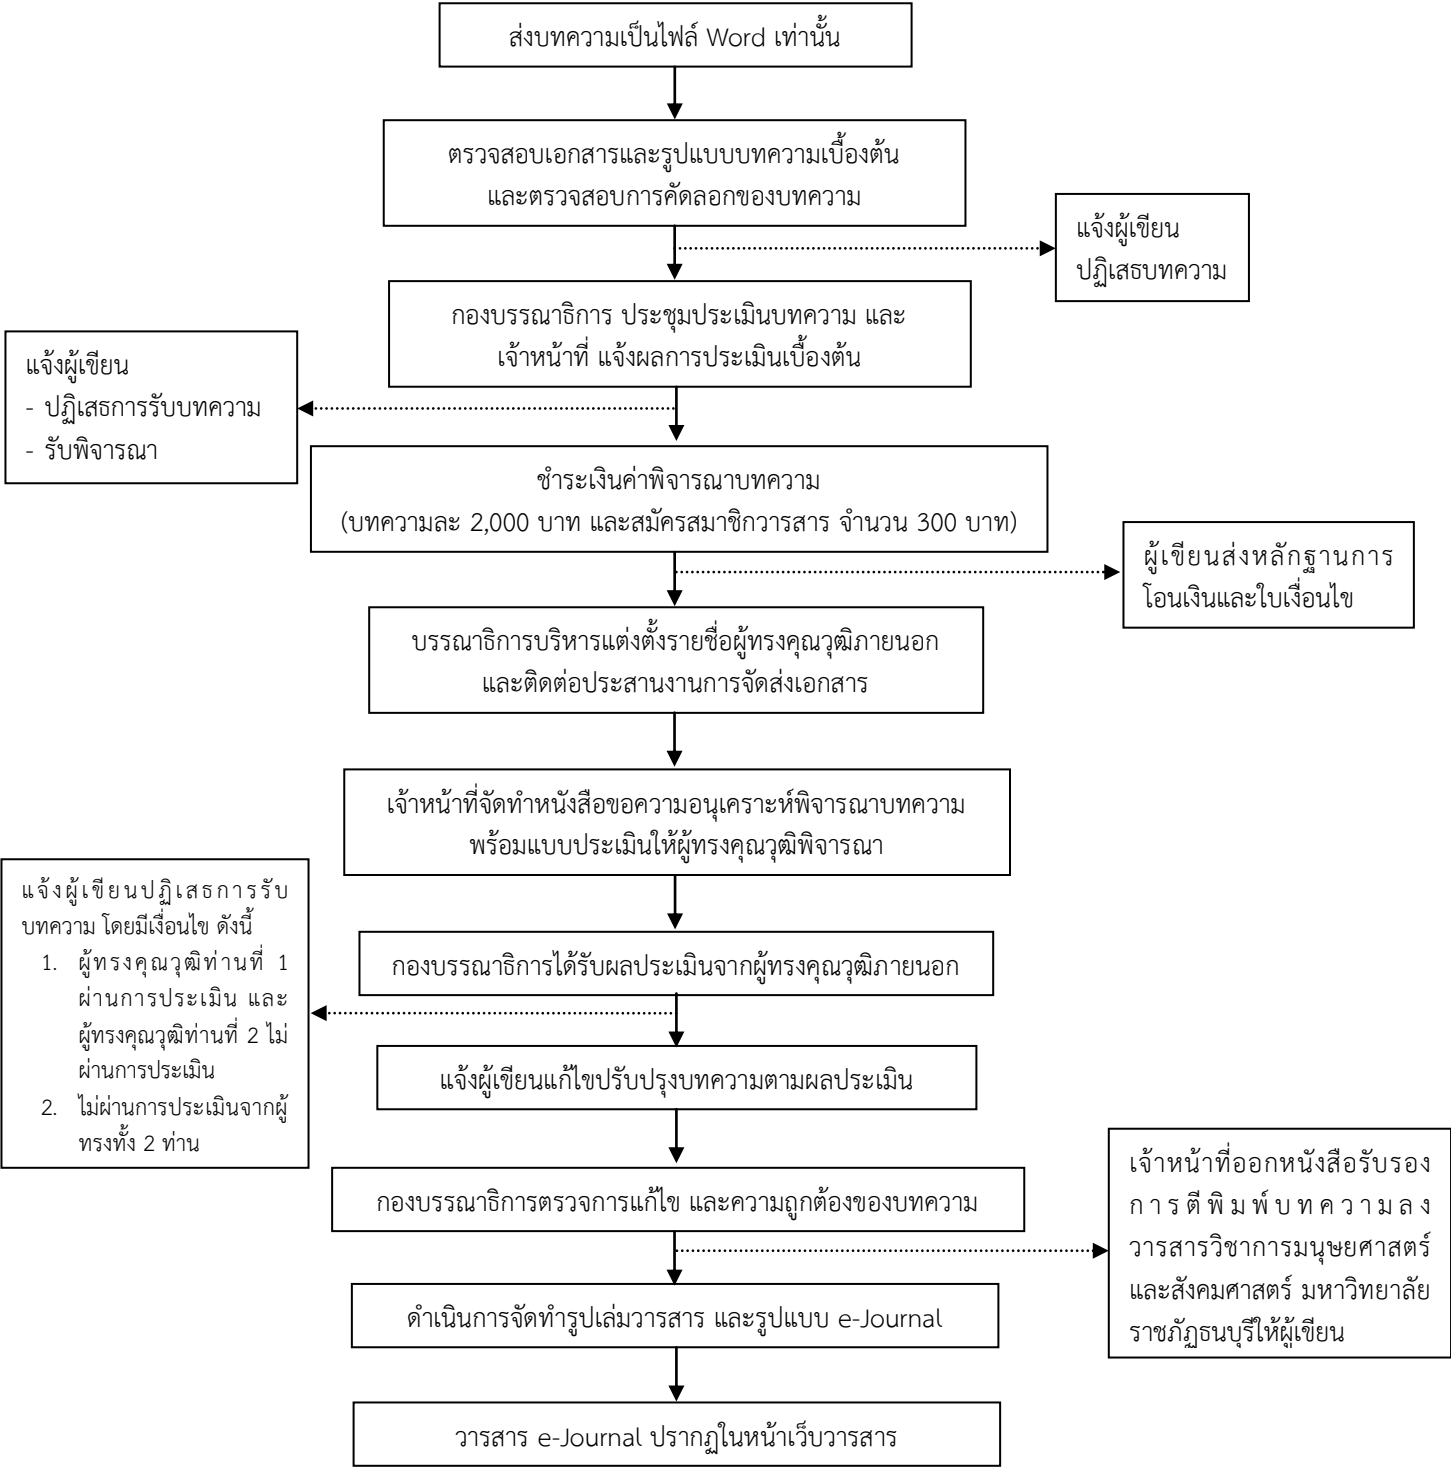 ส่งบทความเป็นไฟล์ Word เท่านั้น
ตรวจสอบเอกสารและรูปแบบบทความเบื้องต้น
และตรวจสอบการคัดลอกของบทความ
แจ้งผู้เขียน
ปฏิเสธบทความ
กองบรรณาธิการ ประชุมประเมินบทความ และ
เจ้าหน้าที่ แจ้งผลการประเมินเบื้องต้น
แจ้งผู้เขียน
- ปฏิเสธการรับบทความ
- รับพิจารณา
ชำระเงินค่าพิจารณาบทความ
(บทความละ 2,000 บาท และสมัครสมาชิกวารสาร จำนวน 300 บาท)
ผู้เขียนส่งหลักฐานการ
โอนเงินและใบเงื่อนไข
บรรณาธิการบริหารแต่งตั้งรายชื่อผู้ทรงคุณวุฒิภายนอก
และติดต่อประสานงานการจัดส่งเอกสาร
เจ้าหน้าที่จัดทำหนังสือขอความอนุเคราะห์พิจารณาบทความ
พร้อมแบบประเมินให้ผู้ทรงคุณวุฒิพิจารณา
แจ้งผู้เขียนปฏิเสธการรับ
บทความ โดยมีเงื่อนไข ดังนี้
1. ผู้ทรงคุณวุฒิท่านที่ 1
ผ่านการประเมิน และ
ผู้ทรงคุณวุฒิท่านที่ 2 ไม่
ผ่านการประเมิน
2. ไม่ผ่านการประเมินจากผู้
ทรงทั้ง 2 ท่าน
กองบรรณาธิการได้รับผลประเมินจากผู้ทรงคุณวุฒิภายนอก
แจ้งผู้เขียนแก้ไขปรับปรุงบทความตามผลประเมิน
กองบรรณาธิการตรวจการแก้ไข และความถูกต้องของบทความ
เจ้าหน้าที่ออกหนังสือรับรอง
การตีพิมพ์บทความลง
วารสารวิชาการมนุษยศาสตร์
และสังคมศาสตร์ มหาวิทยาลัย
ราชภัฏธนบุรีให้ผู้เขียน
ดำเนินการจัดทำรูปเล่มวารสาร และรูปแบบ e-Journal
วารสาร e-Journal ปรากฏในหน้าเว็บวารสาร